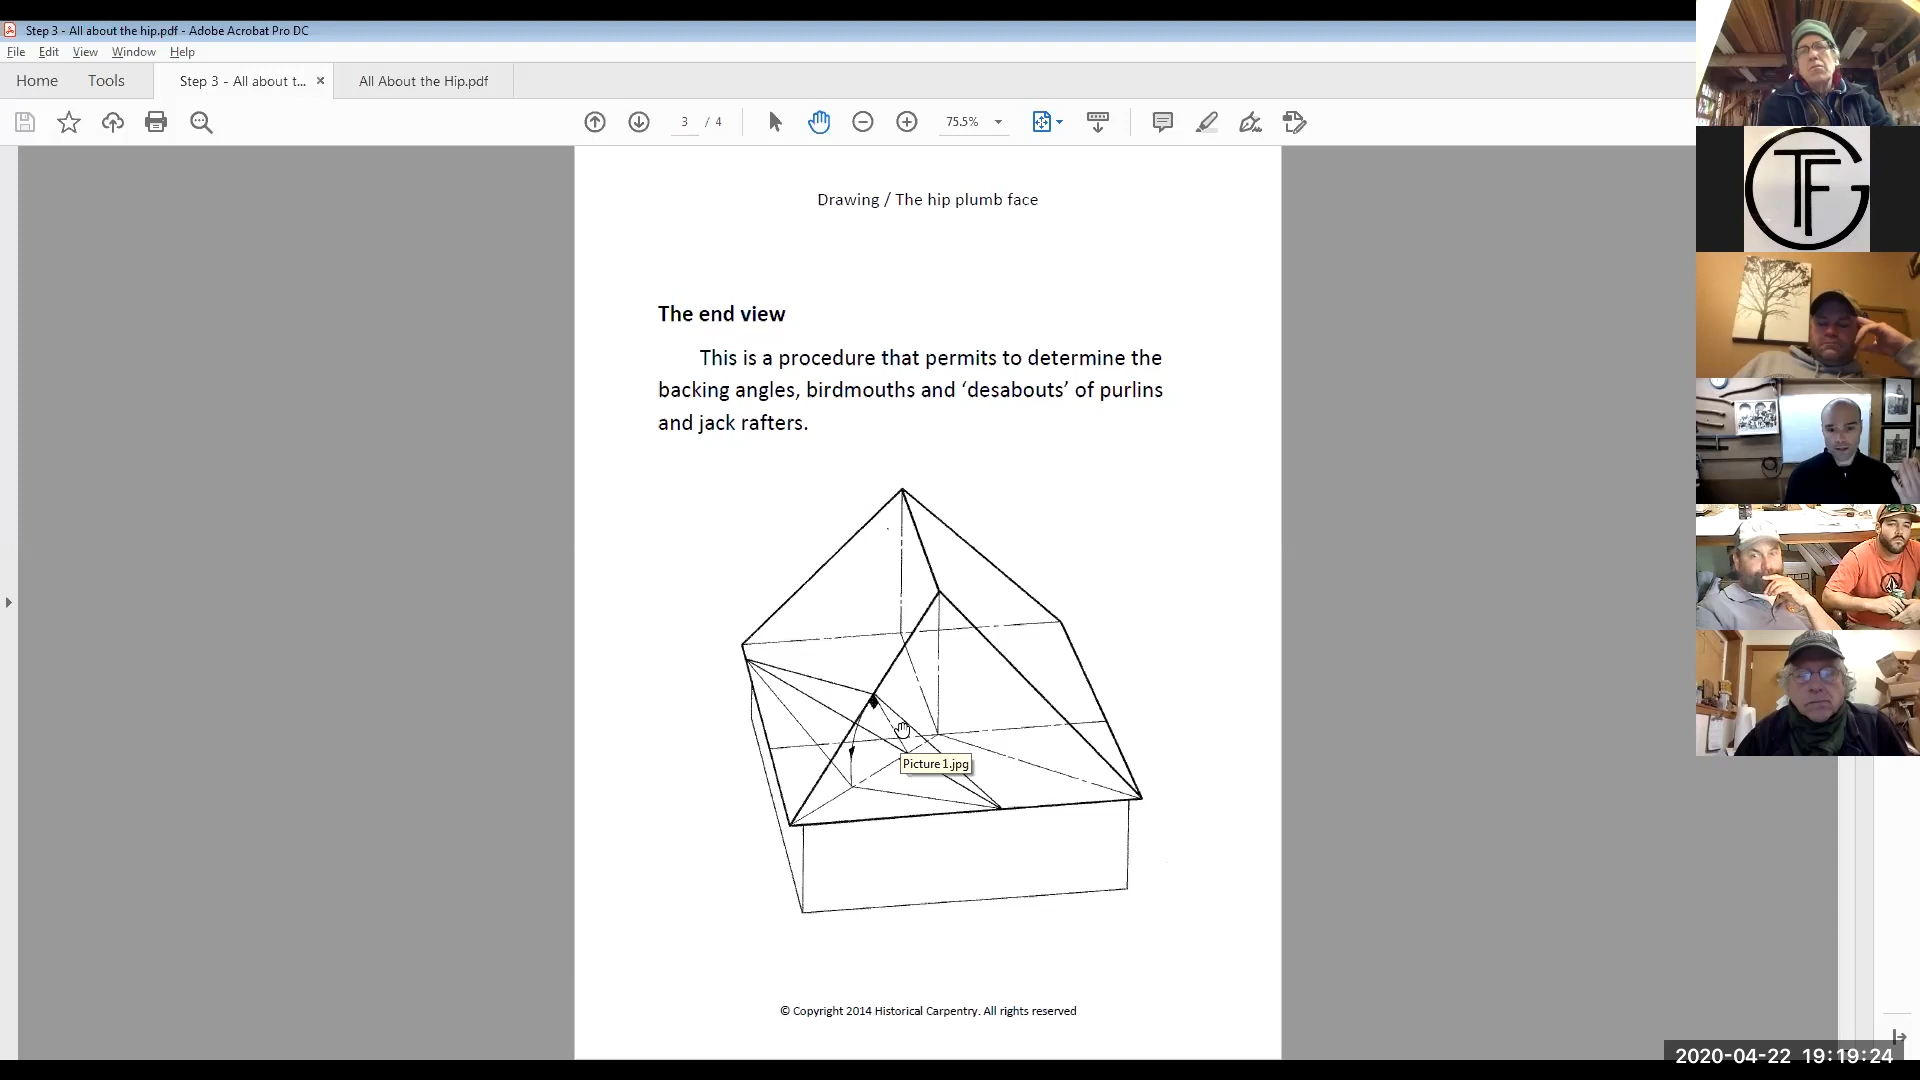 Step 3 - All about the hip.pdf - Adobe Acrobat Pro DC
File Edit View Window Help
Home Tools Step 3 - All about t... × All About the Hip.pdf
3 / 4 75.5%
Drawing / The hip plumb face
The end view
This is a procedure that permits to determine the
backing angles, birdmouths and ‘desabouts’ of purlins
and jack rafters.
Picture 1.jpg
© Copyright 2014 Historical Carpentry. All rights reserved
TFG
2020-04-22 19:19:24